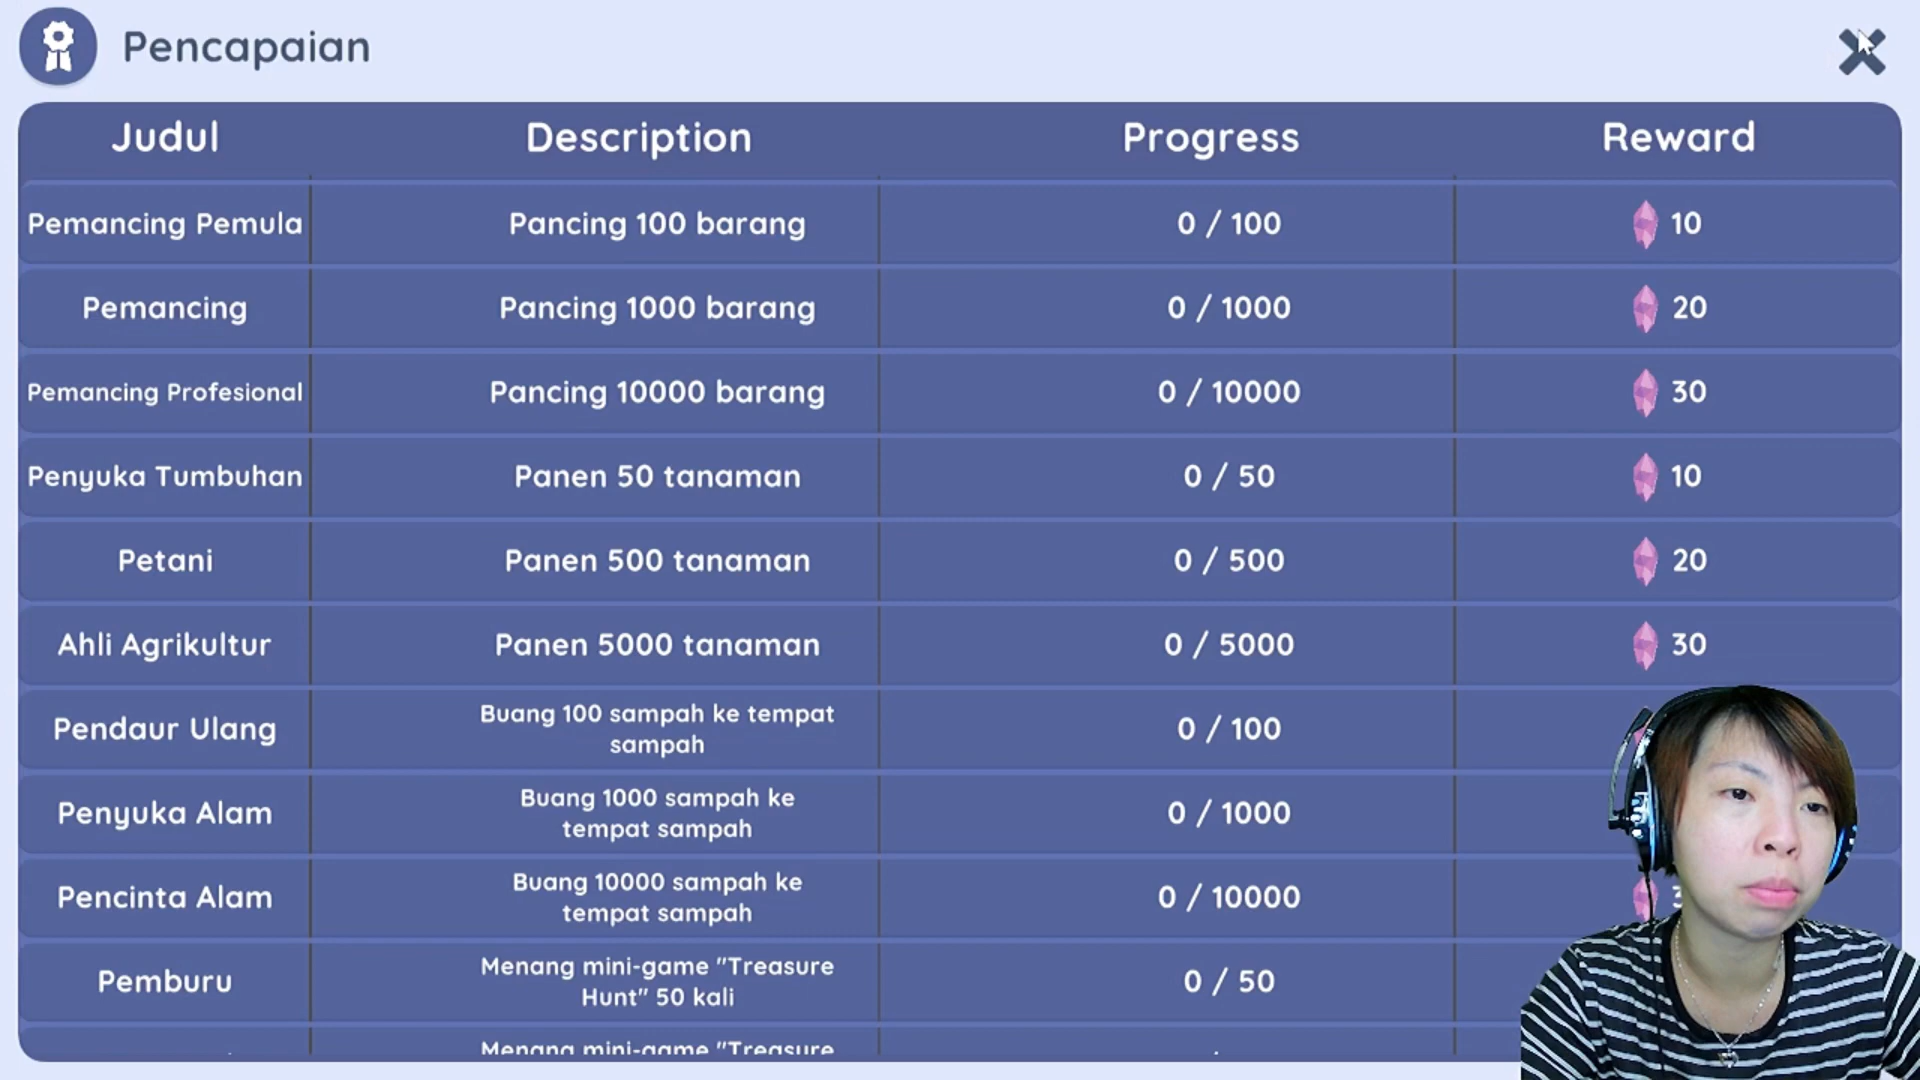 Pencapaian
Judul Description Progress Reward
Pemancing Pemula Pancing 100 barang 0 / 100 10
Pemancing Pancing 1000 barang 0 / 1000 20
Pemancing Profesional Pancing 10000 barang 0 / 10000 30
Penyuka Tumbuhan Panen 50 tanaman 0 / 50 10
Petani Panen 500 tanaman 0 / 500 20
Ahli Agrikultur Panen 5000 tanaman 0 / 5000 30
Pendaur Ulang Buang 100 sampah ke tempat 0 / 100
sampah
Penyuka Alam Buang 1000 sampah ke 0 / 1000
tempat sampah
Pencinta Alam Buang 10000 sampah ke 0 / 10000
tempat sampah
Pemburu Menang mini-game "Treasure 0 / 50
Hunt" 50 kali
Menang mini-game "Treasure